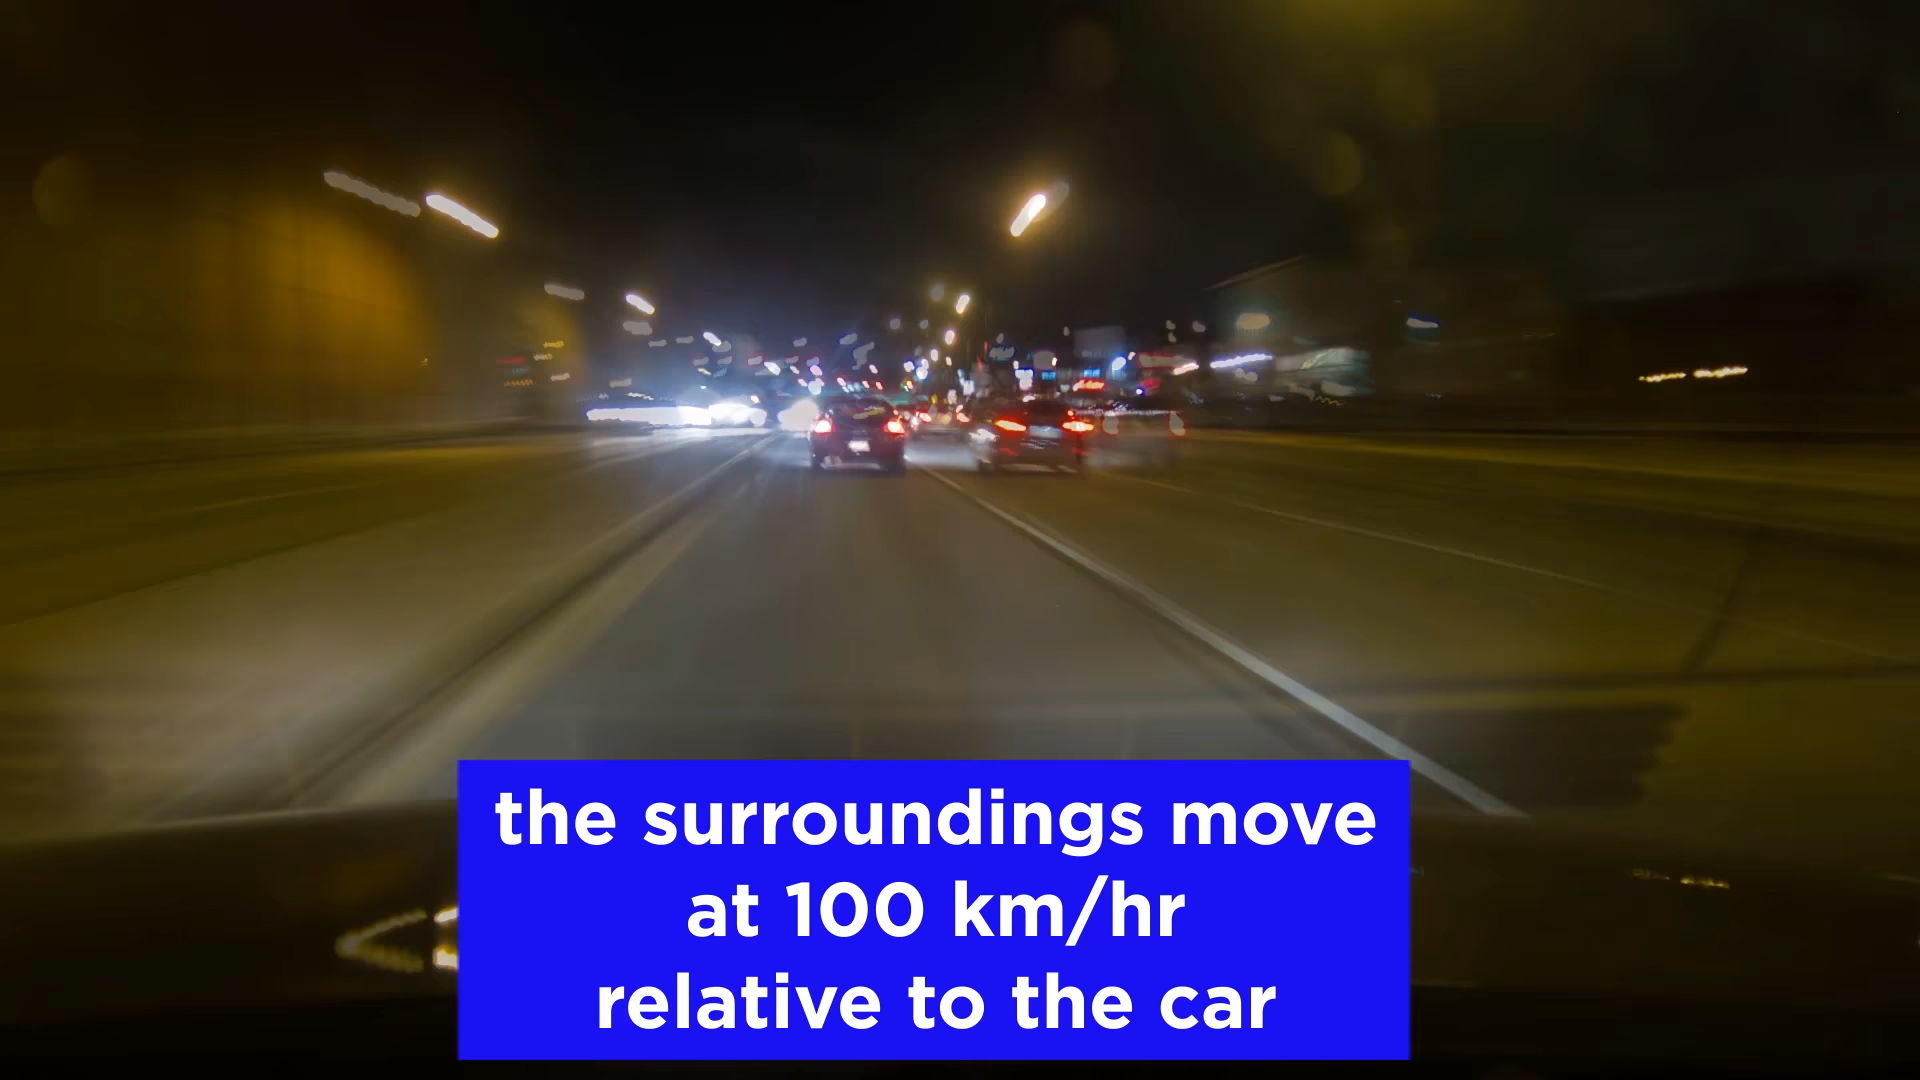 the surroundings move
at 100 km/hr
relative to the car